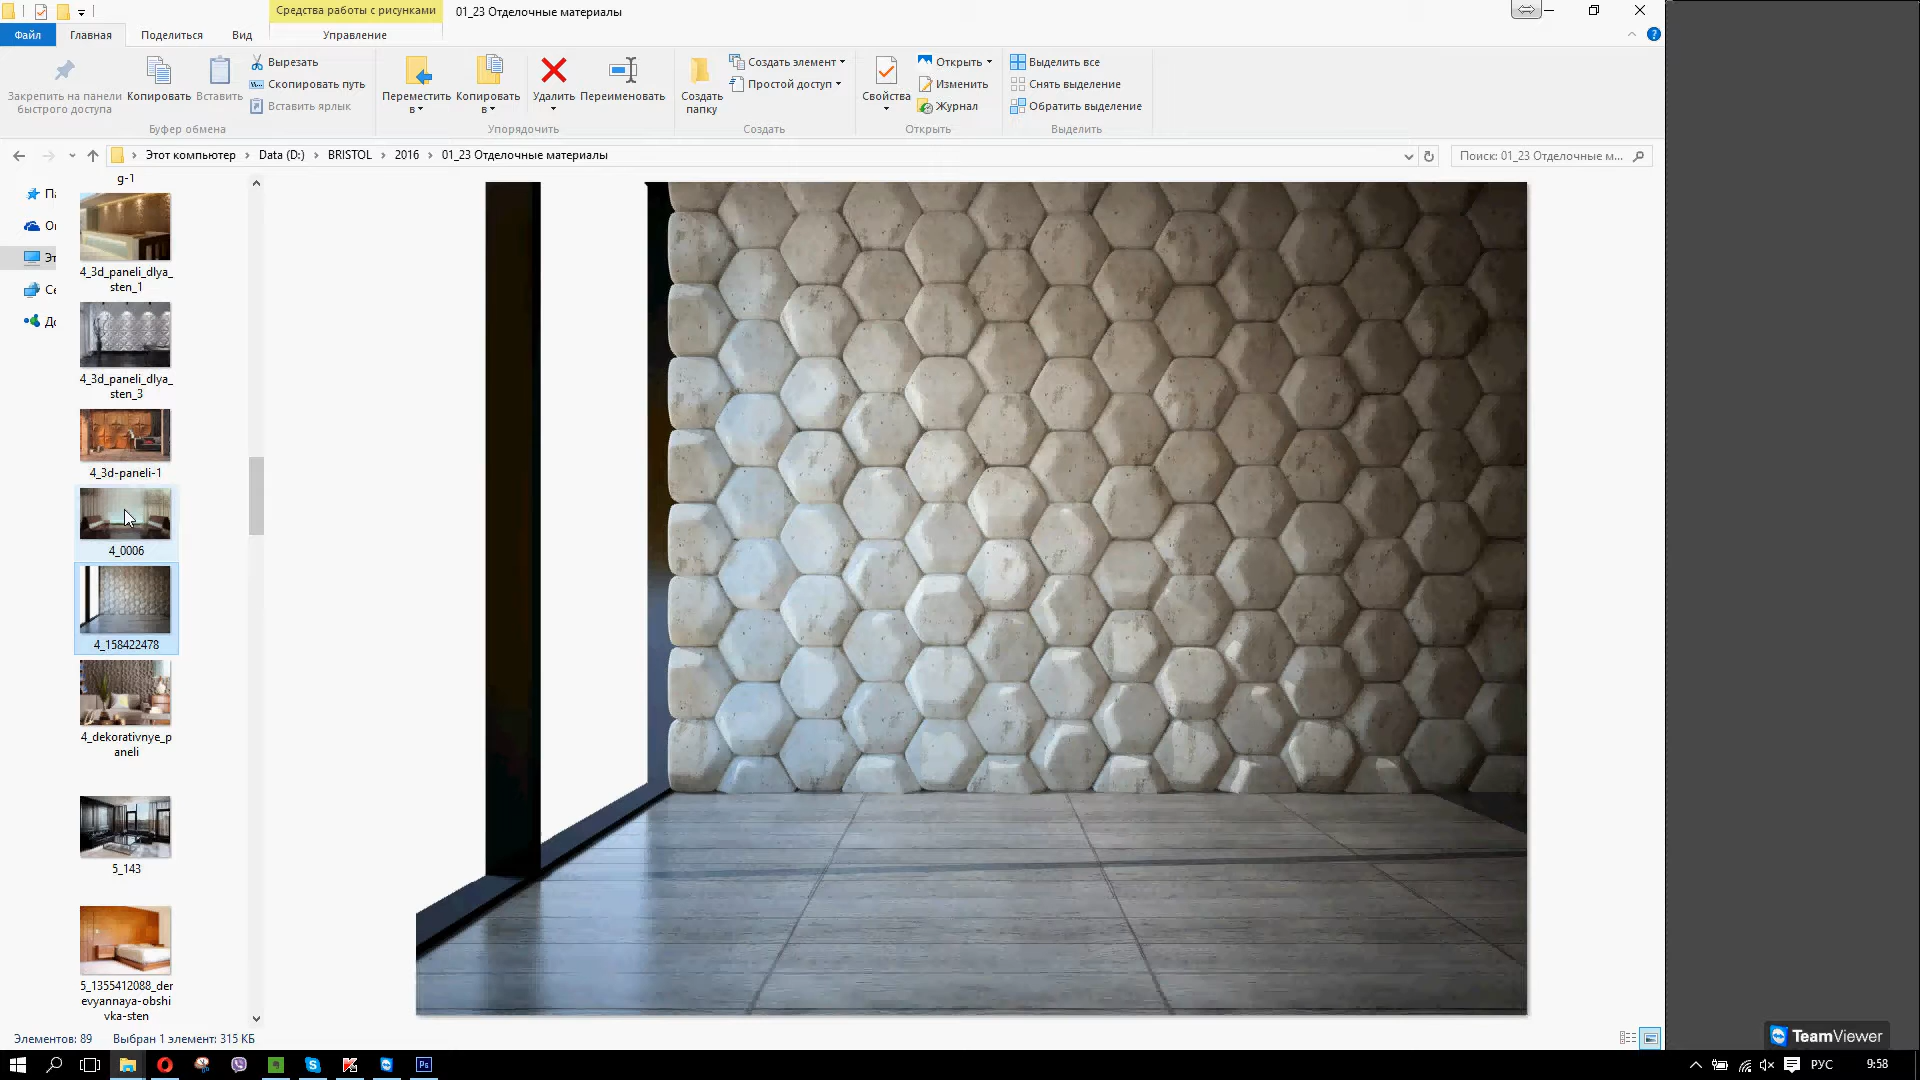 Средства работы с рисунками
01_23 Отделочные материалы
Файл
Главная
Поделиться
Вид
Управление
Закрепить на панели
быстрого доступа
Копировать
Вставить
Вырезать
Скопировать путь
Вставить ярлык
Буфер обмена
Переместить
в
Копировать
в
Удалить
Переименовать
Упорядочить
Создать
папку
Создать элемент
Простой доступ
Создать
Свойства
Открыть
Изменить
Журнал
Открыть
Выделить все
Снять выделение
Обратить выделение
Выделить
Этот компьютер
Data (D:)
BRISTOL
2016
01_23 Отделочные материалы
Поиск: 01_23 Отделочные м...
g-1
4_3d_paneli_dlya_
sten_1
4_3d_paneli_dlya_
sten_3
4_3d-paneli-1
4_0006
4_158422478
4_dekorativnye_p
aneli
5_143
5_1355412088_der
evyannaya-obshi
vka-sten
Элементов: 89
Выбран 1 элемент: 315 КБ
TeamViewer
Ps
РУС
9:58